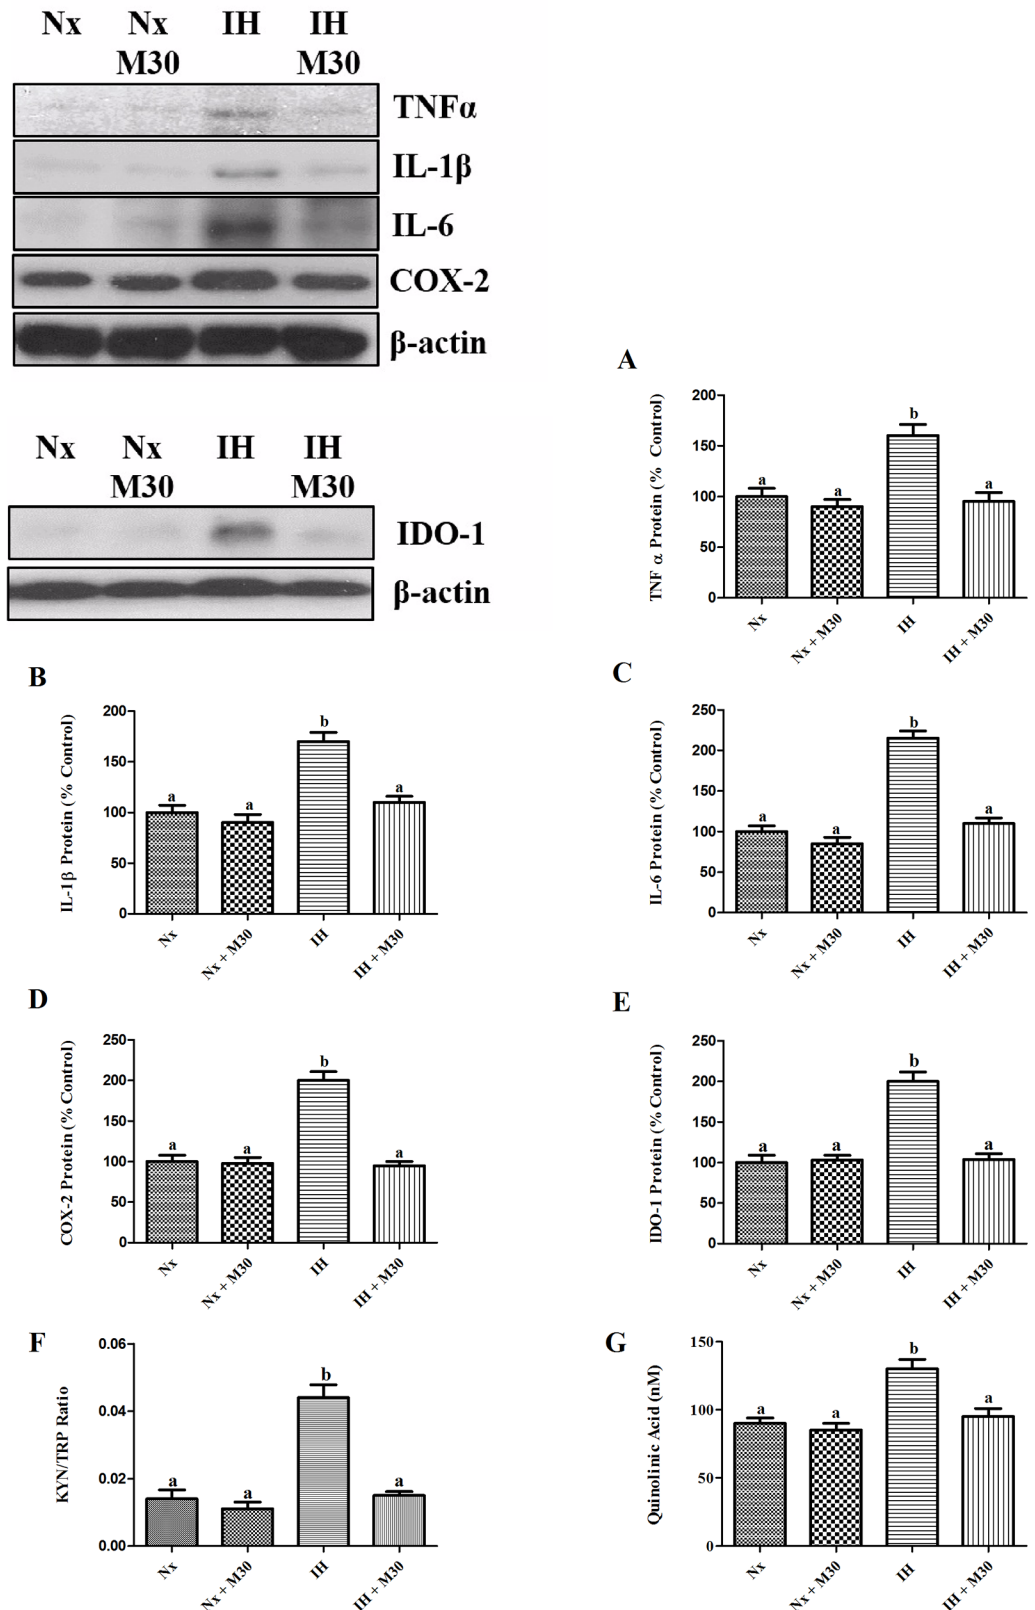 Nx Nx IH IH
M30 M30
TNFα
IL-1β
IL-6
COX-2
β-actin
Nx Nx IH IH
M30 M30
IDO-1
β-actin
A
TNF α Protein (% Control)
200
150
100
50
0
a
a
b
a
Nx
Nx + M30
IH
IH + M30
B
IL-1β Protein (% Control)
200
150
100
50
0
a
a
b
a
Nx
Nx + M30
IH
IH + M30
C
IL-6 Protein (% Control)
250
200
150
100
50
0
a
a
b
a
Nx
Nx + M30
IH
IH + M30
D
COX-2 Protein (% Control)
250
200
150
100
50
0
a
a
b
a
Nx
Nx + M30
IH
IH + M30
E
IDO-1 Protein (% Control)
250
200
150
100
50
0
a
a
b
a
Nx
Nx + M30
IH
IH + M30
F
KYN/TRP Ratio
0.06
0.04
0.02
0.00
a
a
b
a
Nx
Nx + M30
IH
IH + M30
G
Quinolinic Acid (nM)
150
100
50
0
a
a
b
a
Nx
Nx + M30
IH
IH + M30